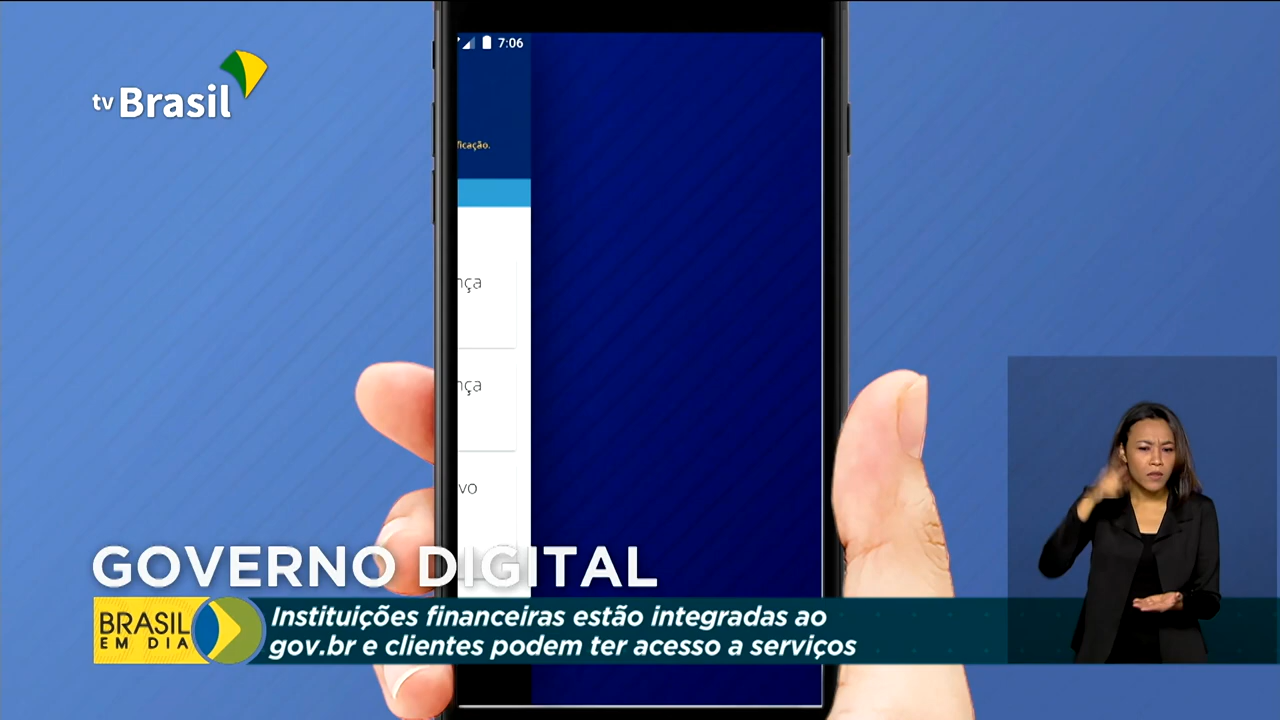 7:06
tv Brasil
ficação.
nça
nça
vo
GOVERNO DIGITAL
BRASIL
EM DIA
Instituições financeiras estão integradas ao
gov.br e clientes podem ter acesso a serviços